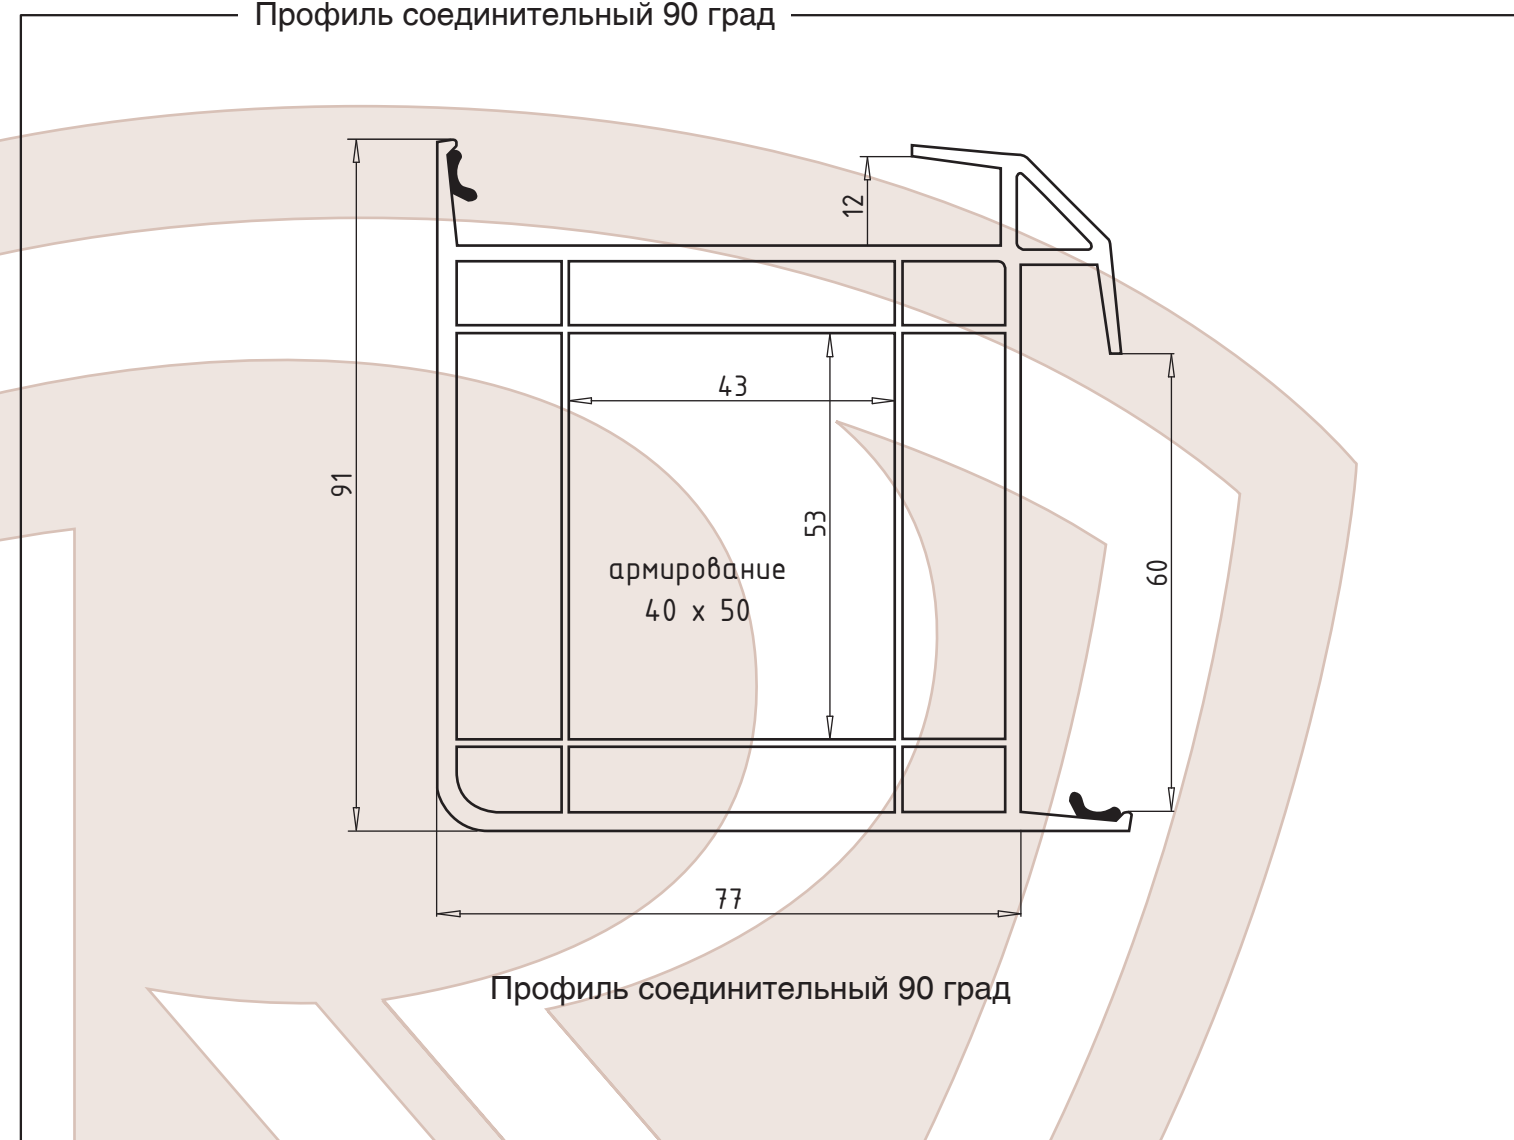 Профиль соединительный 90 град
12
43
91
53
армирование
40 x 50
60
77
Профиль соединительный 90 град